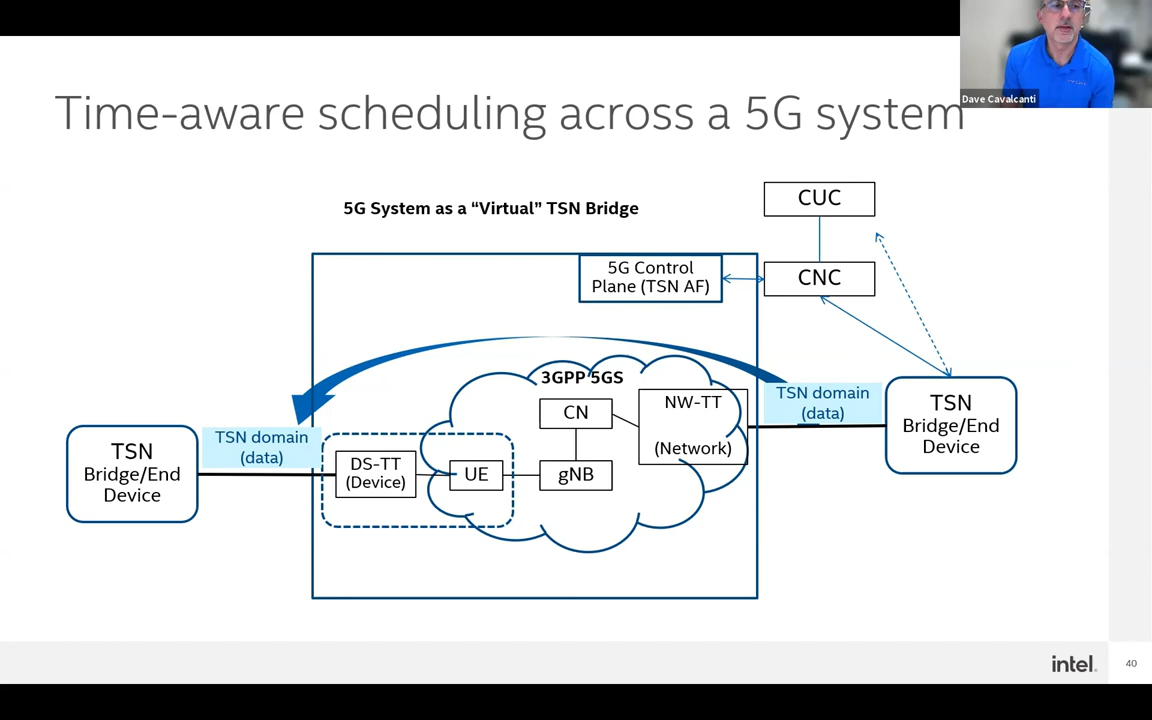 Dave Cavalcanti
Time-aware scheduling across a 5G system
5G System as a “Virtual” TSN Bridge
CUC
5G Control
Plane (TSN AF)
CNC
3GPP 5GS
CN
NW-TT
(Network)
TSN domain
(data)
TSN
Bridge/End
Device
TSN
Bridge/End
Device
TSN domain
(data)
DS-TT
(Device)
UE
gNB
intel.
40